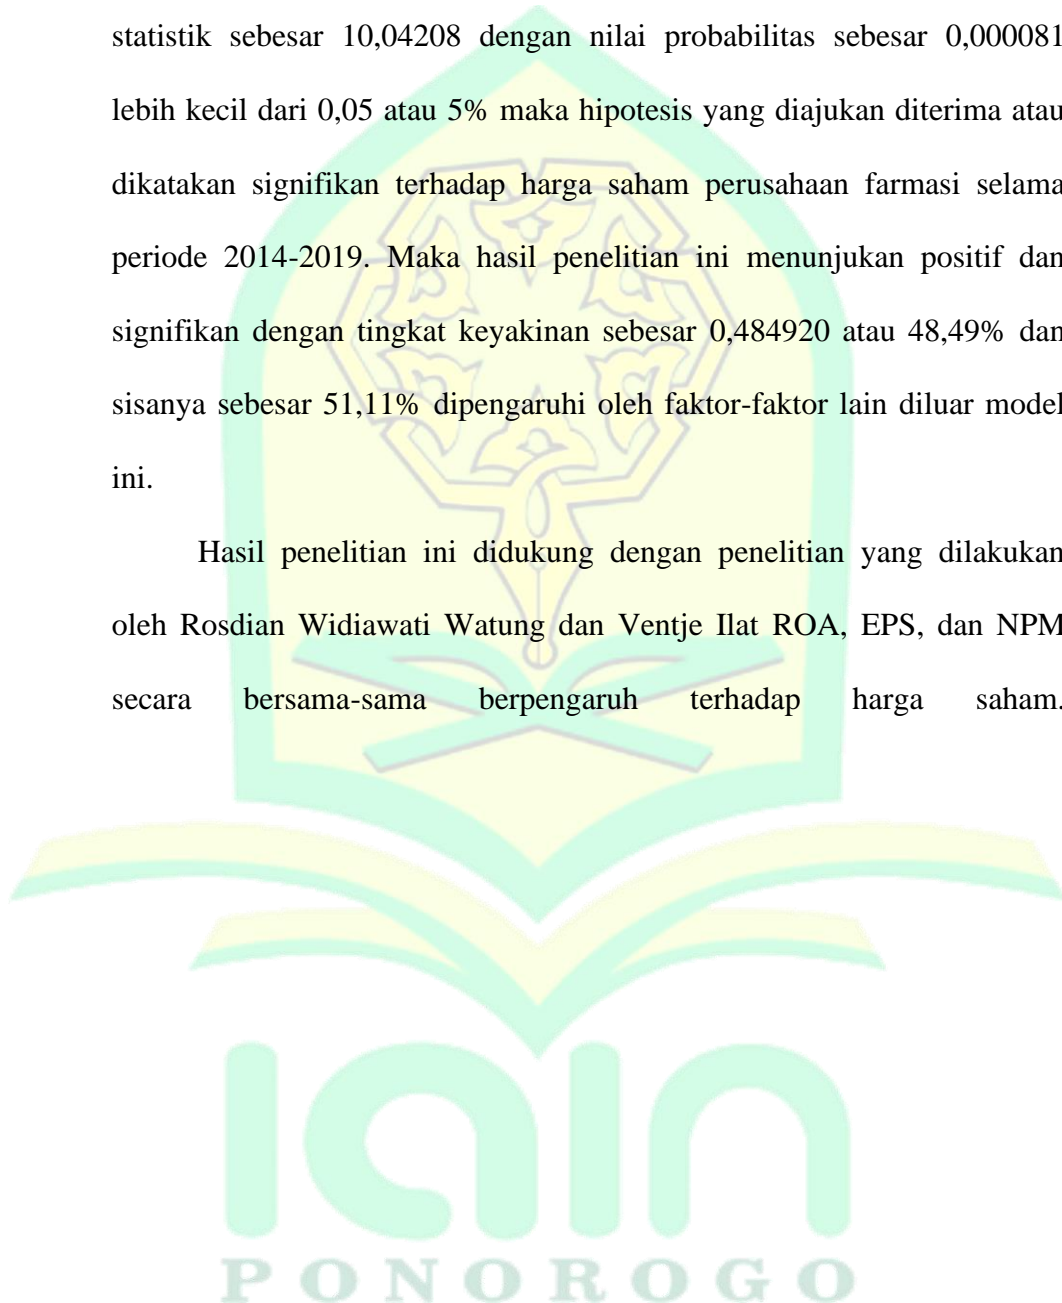 statistik sebesar 10,04208 dengan nilai probabilitas sebesar 0,000081
lebih kecil dari 0,05 atau 5% maka hipotesis yang diajukan diterima atau
dikatakan signifikan terhadap harga saham perusahaan farmasi selama
periode 2014-2019. Maka hasil penelitian ini menunjukan positif dan
signifikan dengan tingkat keyakinan sebesar 0,484920 atau 48,49% dan
sisanya sebesar 51,11% dipengaruhi oleh faktor-faktor lain diluar model
ini.
Hasil penelitian ini didukung dengan penelitian yang dilakukan
oleh Rosdian Widiawati Watung dan Ventje Ilat ROA, EPS, dan NPM
secara bersama-sama berpengaruh terhadap harga saham.
iain
PONOROGO